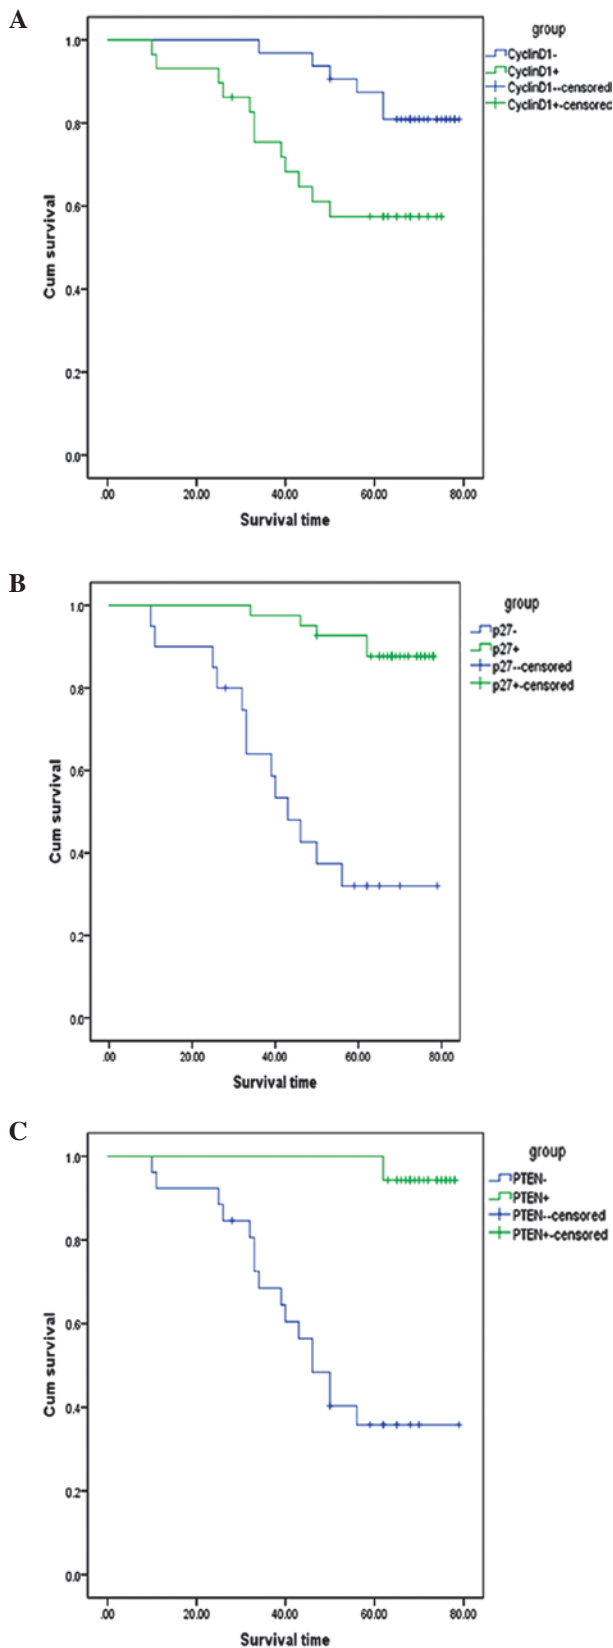 A
group
CyclinD1-
CyclinD1+
CyclinD1--censored
CyclinD1+-censored
1.0
0.8
0.6
0.4
0.2
0.0
Cum survival
.00 20.00 40.00 60.00 80.00
Survival time
B
group
p27-
p27+
p27--censored
p27+-censored
1.0
0.8
0.6
0.4
0.2
0.0
Cum survival
.00 20.00 40.00 60.00 80.00
Survival time
C
group
PTEN-
PTEN+
PTEN--censored
PTEN+-censored
1.0
0.8
0.6
0.4
0.2
0.0
Cum survival
.00 20.00 40.00 60.00 80.00
Survival time